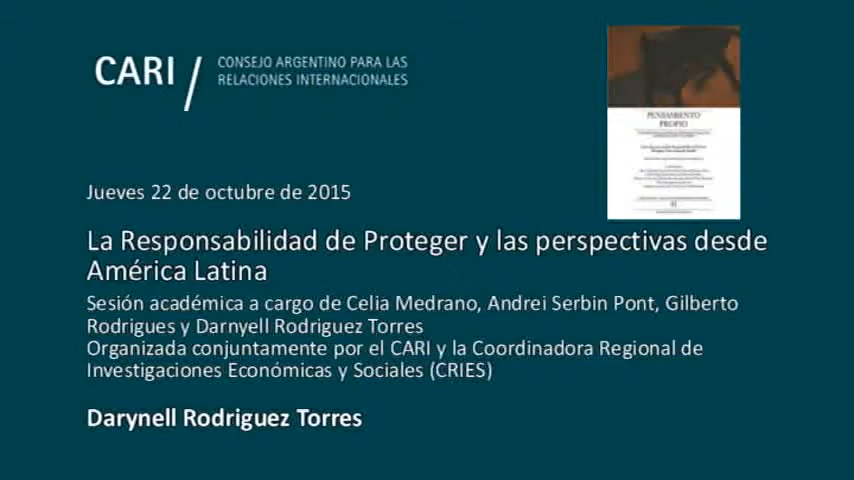 CARI /
CONSEJO ARGENTINO PARA LAS
RELACIONES INTERNACIONALES
PENSAMIENTO
PROPIO
Jueves 22 de octubre de 2015
La Responsabilidad de Proteger y las perspectivas desde
América Latina
Sesión académica a cargo de Celia Medrano, Andrei Serbin Pont, Gilberto
Rodrigues y Darnyell Rodriguez Torres
Organizada conjuntamente por el CARI y la Coordinadora Regional de
Investigaciones Económicas y Sociales (CRIES)
Darynell Rodriguez Torres